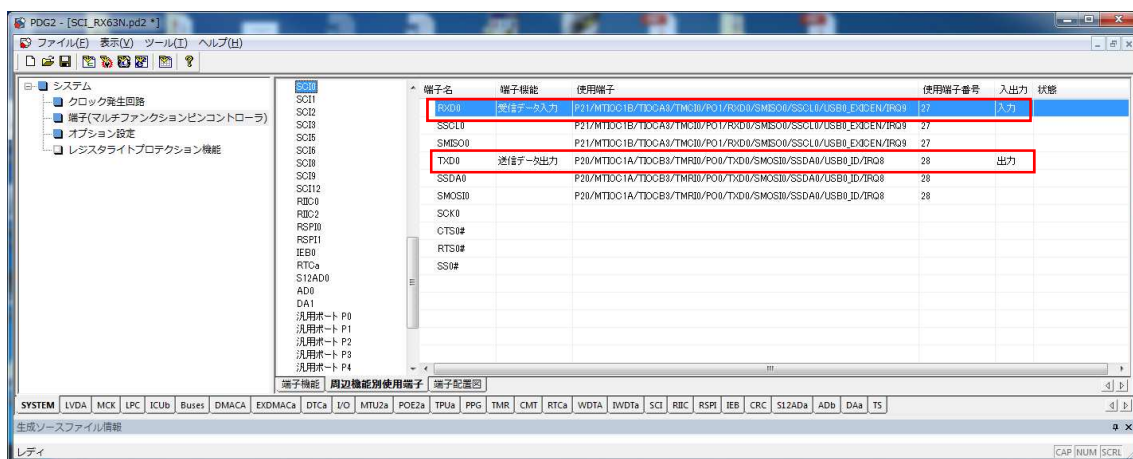 PDG2 - [SCI_RX63N.pd2 *]
ファイル(F) 表示(V) ツール(T) ヘルプ(H)
システム
クロック発生回路
端子(マルチファンクションピンコントローラ)
オプション設定
レジスタライトプロテクション機能
SCI0
SCI1
SCI2
SCI3
SCI5
SCI6
SCI8
SCI9
SCI12
RIIC0
RIIC2
RSPI0
RSPI1
IEB0
RTCa
S12AD0
AD0
DA1
汎用ポート P0
汎用ポート P1
汎用ポート P2
汎用ポート P3
汎用ポート P4
端子名 端子機能 使用端子 使用端子番号 入出力 状態
RXD0 受信データ入力 P21/MTIOC1B/TIOCA3/TMCI0/PO1/RXD0/SMISO0/SSCL0/USB0_EXICEN/IRQ9 27 入力
SSCL0 P21/MTIOC1B/TIOCA3/TMCI0/PO1/RXD0/SMISO0/SSCL0/USB0_EXICEN/IRQ9 27
SMISO0 P21/MTIOC1B/TIOCA3/TMCI0/PO1/RXD0/SMISO0/SSCL0/USB0_EXICEN/IRQ9 27
TXD0 送信データ出力 P20/MTIOC1A/TIOCB3/TMRI0/PO0/TXD0/SMOSI0/SSDA0/USB0_ID/IRQ8 28 出力
SSDA0 P20/MTIOC1A/TIOCB3/TMRI0/PO0/TXD0/SMOSI0/SSDA0/USB0_ID/IRQ8 28
SMOSI0 P20/MTIOC1A/TIOCB3/TMRI0/PO0/TXD0/SMOSI0/SSDA0/USB0_ID/IRQ8 28
SCK0
CTS0#
RTS0#
SS0#
端子機能 周辺機能別使用端子 端子配置図
SYSTEM LVDA MCK LPC ICUb Buses DMACA EXDMACa DTCa I/O MTU2a POE2a TPUa PPG TMR CMT RTCa WDTA IWDTa SCI RIIC RSPI IEB CRC S12ADa ADb DAa TS
生成ソースファイル情報
レディ CAP NUM SCRL